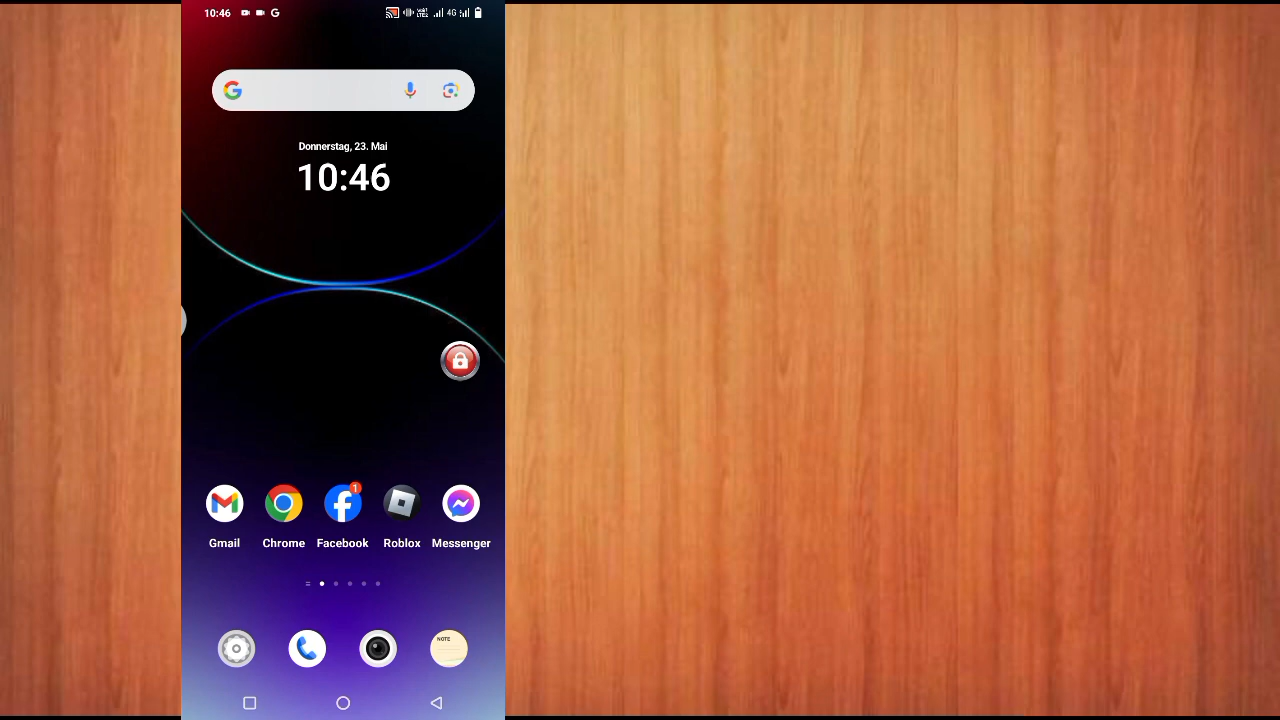 10:46
4G
Donnerstag, 23. Mai
10:46
1
Gmail Chrome Facebook Roblox Messenger
NOTE